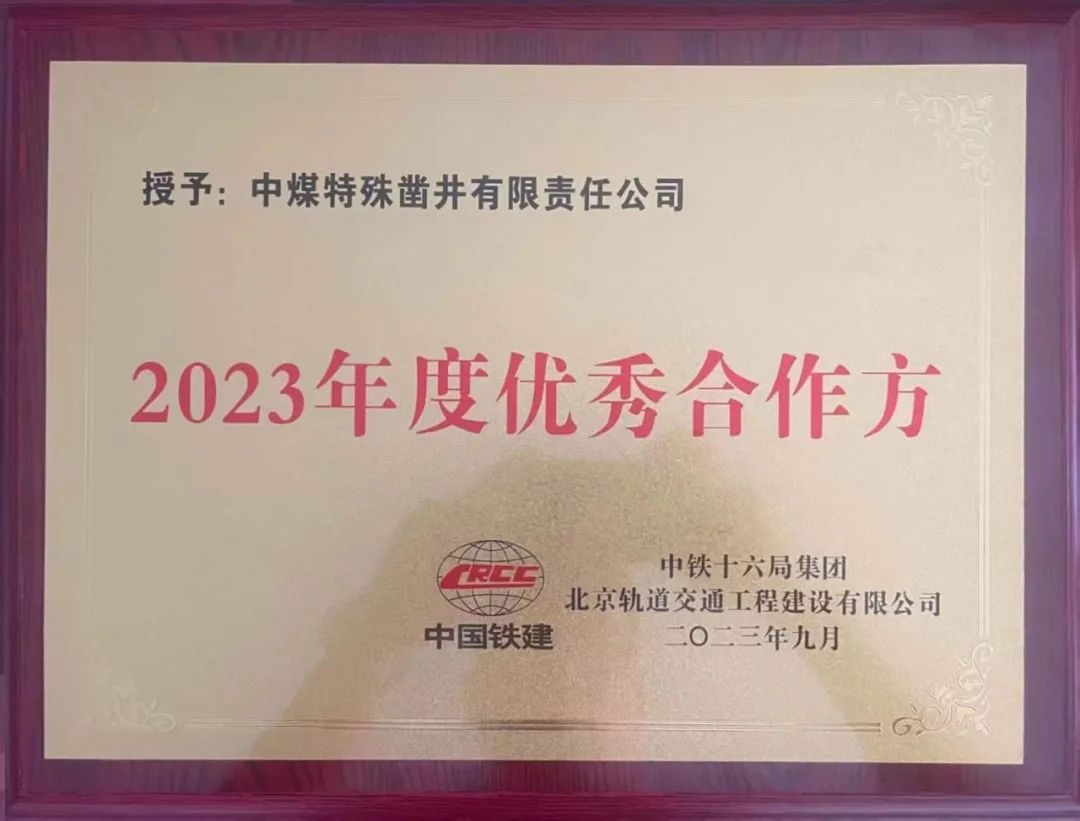 授予：中煤特殊凿井有限责任公司
2023年度优秀合作方
CRCC
中国铁建
中铁十六局集团
北京轨道交通工程建设有限公司
二〇二三年九月